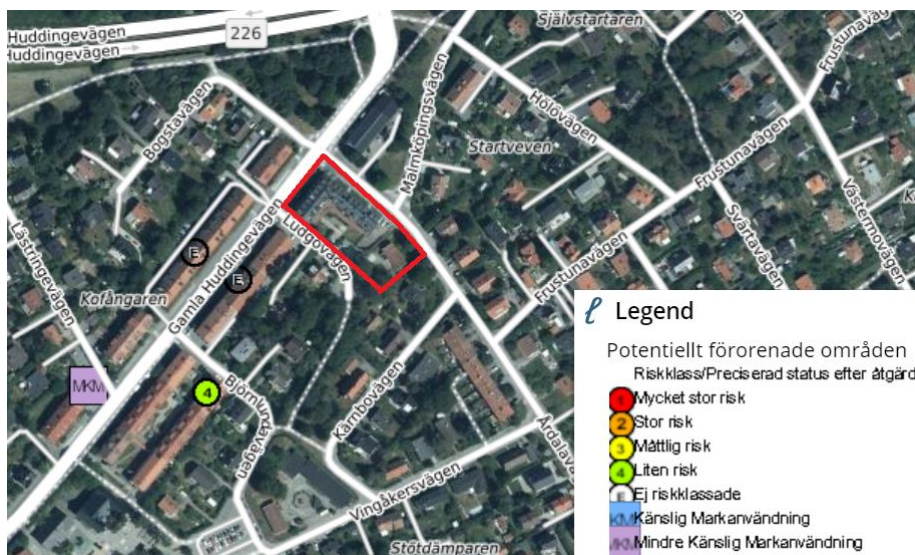 Huddingevägen
Huddingevägen
226
Självstartaren
Frustunavägen
Bogstavägen
Malmköpingsvägen
Hölövägen
Startveven
Frustunavägen
Västermovägen
Svärtavägen
Lästringevägen
Gamla Huddingevägen
Ludgovägen
Frustunavägen
E
E
Kofångaren
MKM
4
Björnlundavägen
Kärnbovägen
Årdalavä
Vingåkersvägen
Stötdämparen
Legend
Potentiellt förorenade områden
Riskklass/Preciserad status efter åtgärd
1 Mycket stor risk
2 Stor risk
3 Måttlig risk
4 Liten risk
E Ej riskklassade
KM Känslig Markanvändning
MKM Mindre Känslig Markanvändning